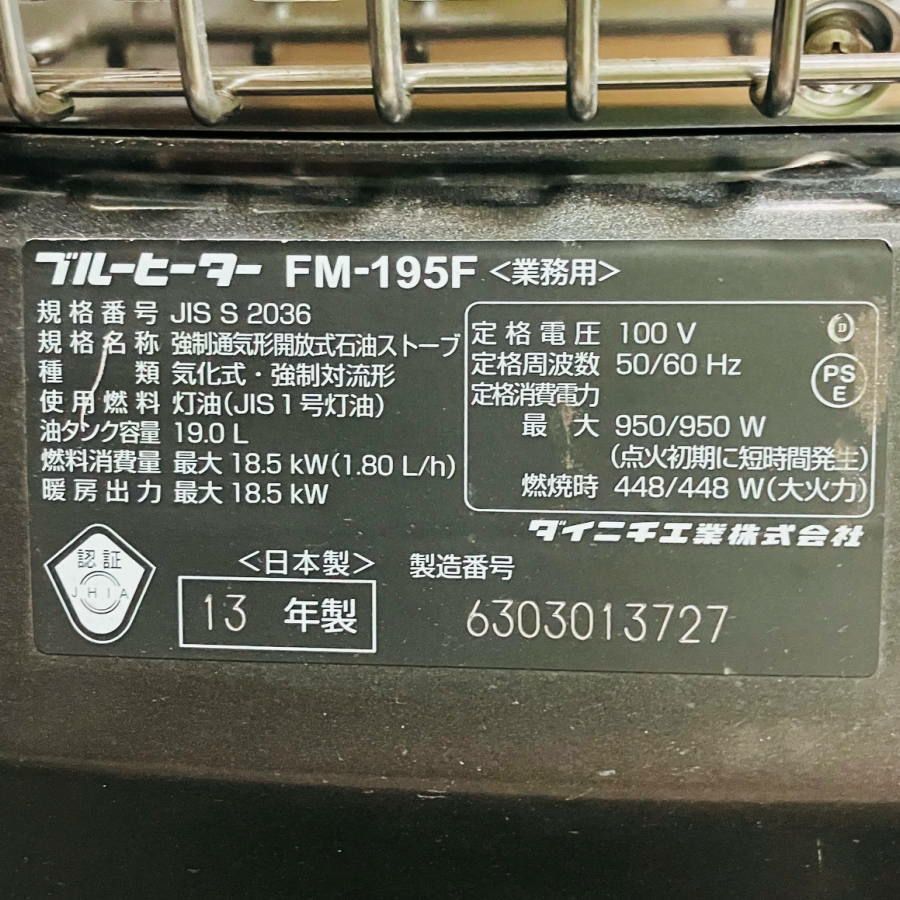 ブルーヒーター FM-195F <業務用>
規格番号 JIS S 2036
規格名称 強制通気形開放式石油ストーブ
種類 気化式・強制対流形
使用燃料 灯油(JIS1号灯油)
油タンク容量 19.0 L
燃料消費量 最大 18.5 kW(1.80 L/h)
暖房出力 最大 18.5 kW
定格電圧 100 V
定格周波数 50/60 Hz
定格消費電力
最大 950/950 W
(点火初期に短時間発生)
燃焼時 448/448 W(大火力)
PS
E
ダイニチ工業株式会社
認証
JHIA
<日本製>
13 年製
製造番号
6303013727